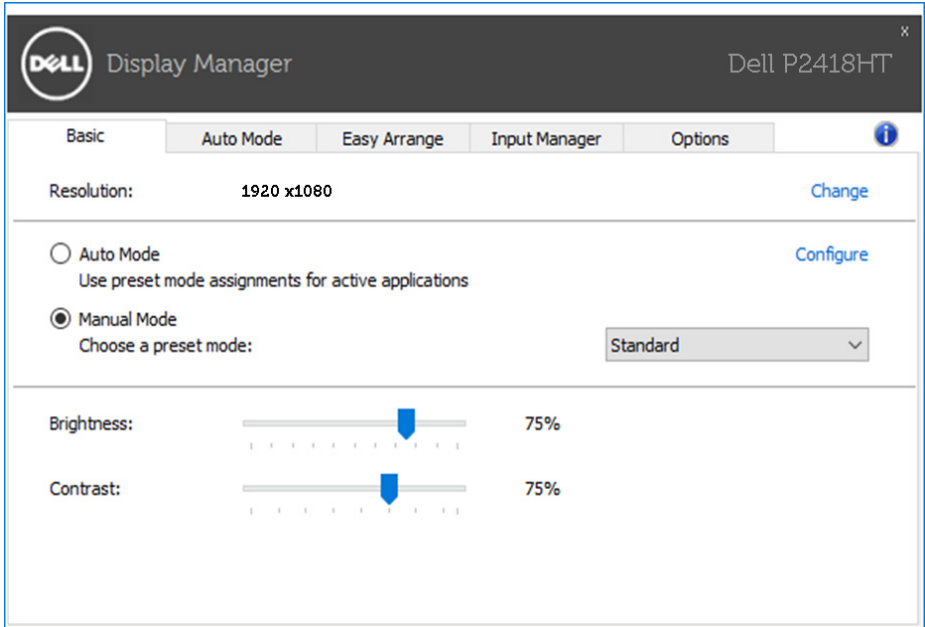 DELL Display Manager Dell P2418HT x
Basic Auto Mode Easy Arrange Input Manager Options i
Resolution: 1920 x1080 Change
Auto Mode Configure
Use preset mode assignments for active applications
Manual Mode
Choose a preset mode: Standard
Brightness: 75%
Contrast: 75%